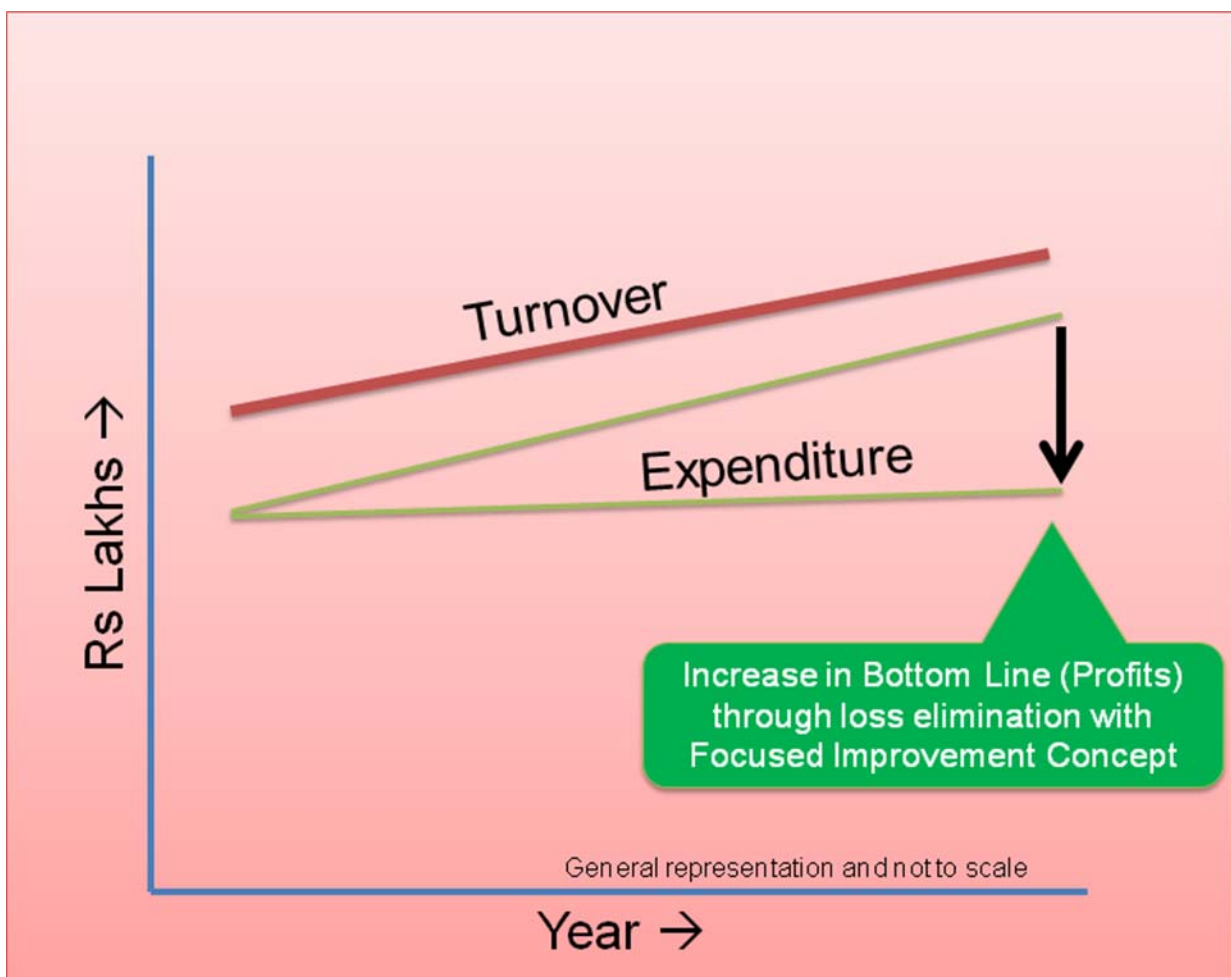 Turnover
Expenditure
Rs Lakhs →
Increase in Bottom Line (Profits)
through loss elimination with
Focused Improvement Concept
General representation and not to scale
Year →